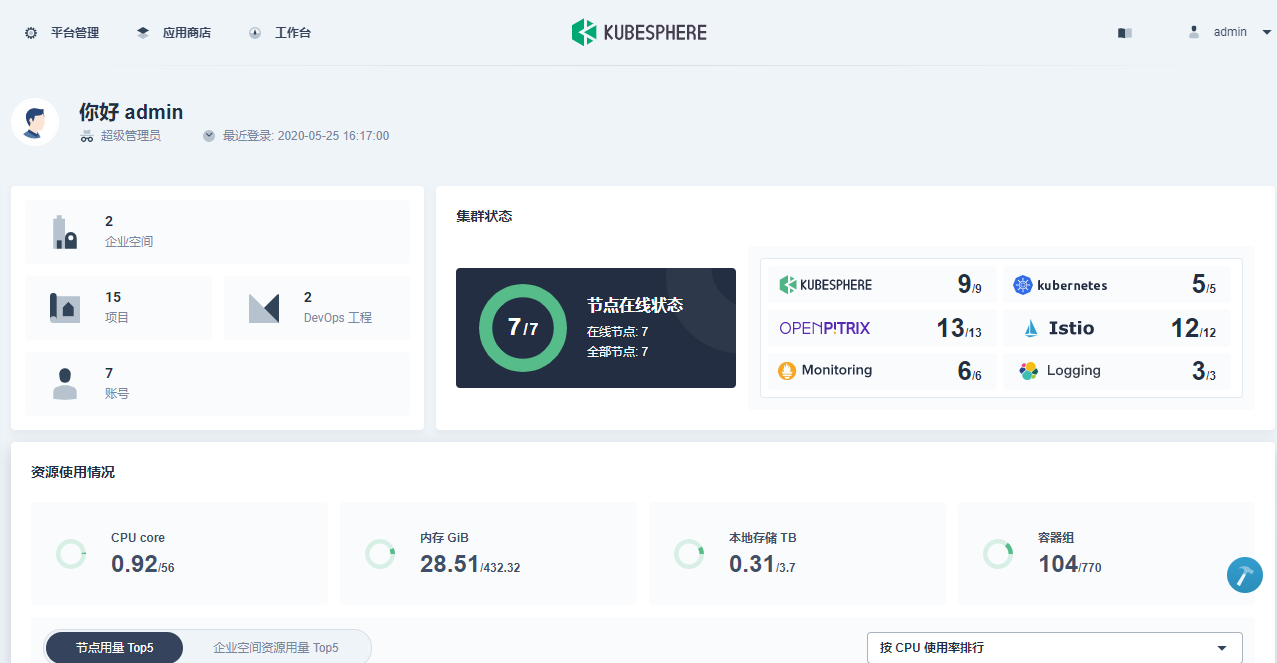 平台管理 应用商店 工作台 KUBESPHERE admin
你好 admin
超级管理员 最近登录: 2020-05-25 16:17:00
2
企业空间
15
项目
2
DevOps 工程
7
账号
集群状态
7/7
节点在线状态
在线节点: 7
全部节点: 7
KUBESPHERE 9/9
kubernetes 5/5
OPENPITRIX 13/13
Istio 12/12
Monitoring 6/6
Logging 3/3
资源使用情况
CPU core
0.92/56
内存 GiB
28.51/432.32
本地存储 TB
0.31/3.7
容器组
104/770
节点用量 Top5 企业空间资源用量 Top5 按 CPU 使用率排行